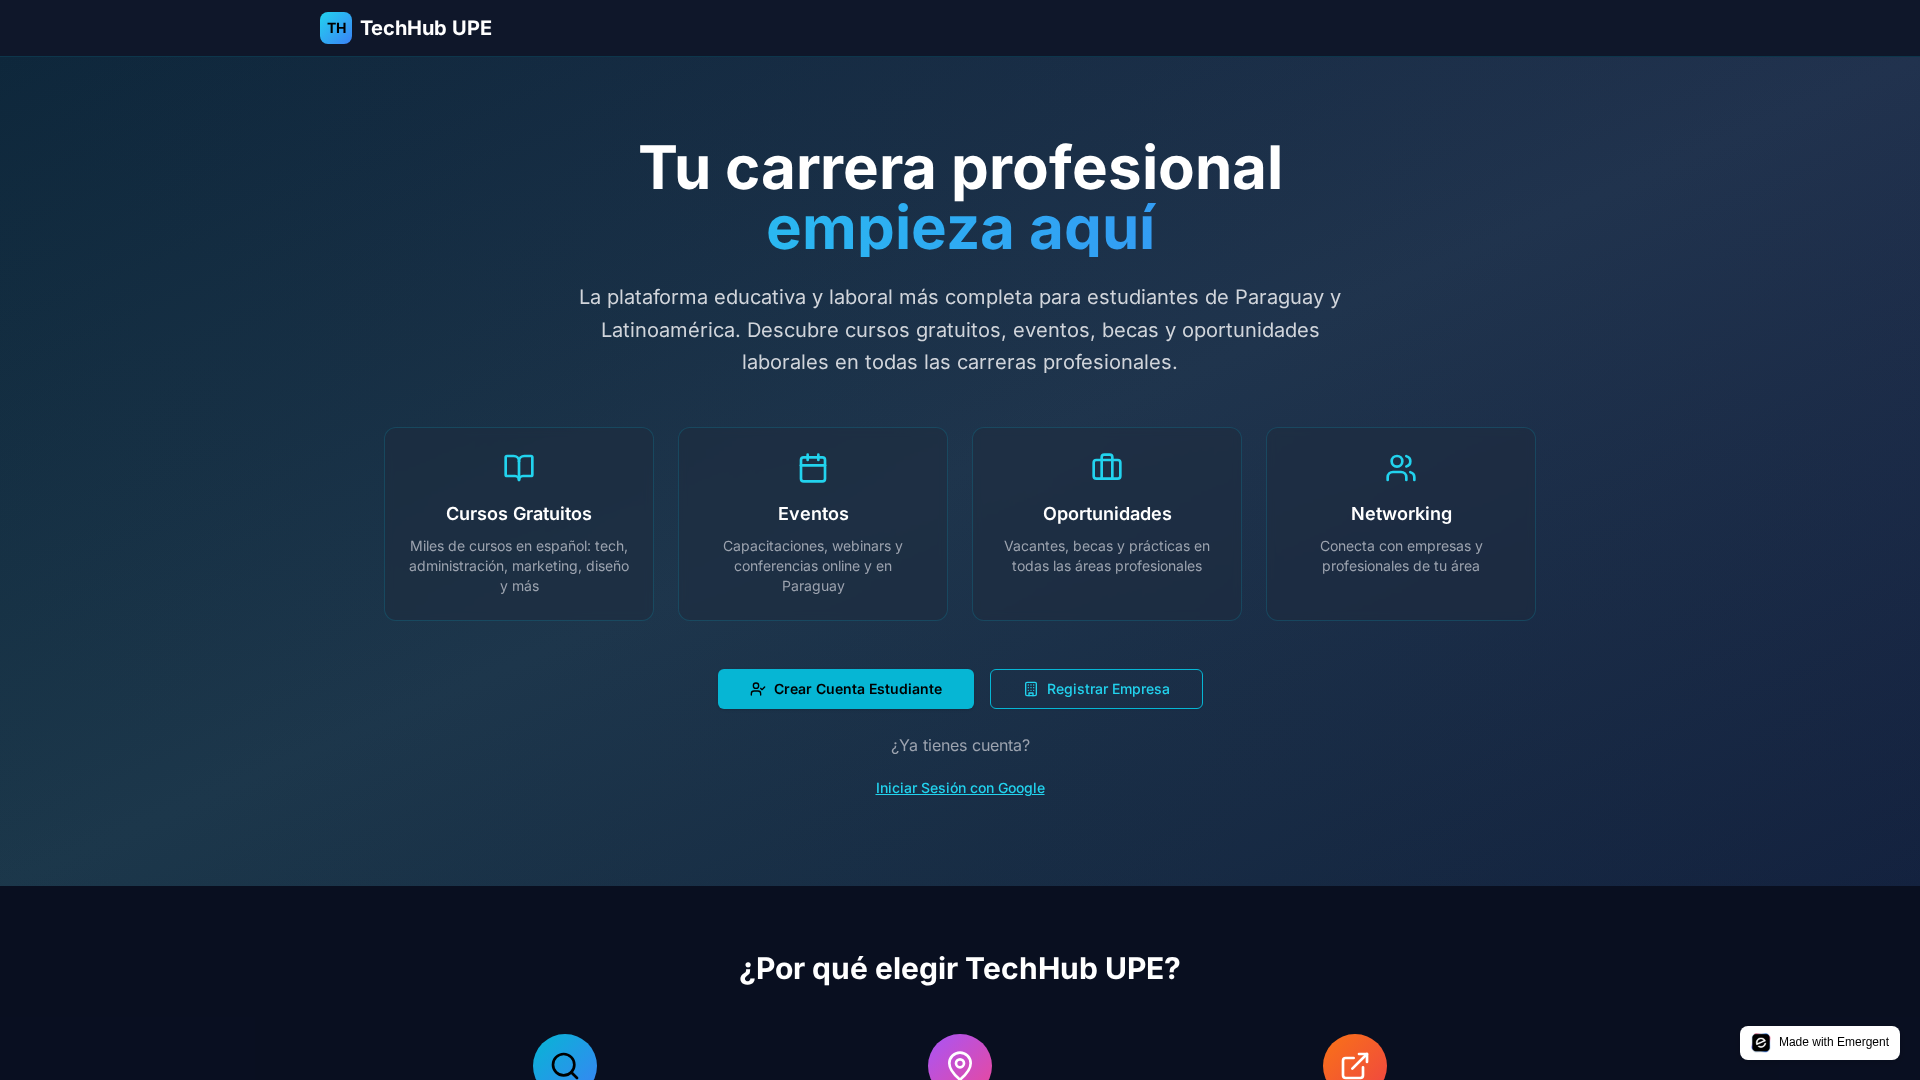 TH TechHub UPE
Tu carrera profesional
empieza aquí
La plataforma educativa y laboral más completa para estudiantes de Paraguay y
Latinoamérica. Descubre cursos gratuitos, eventos, becas y oportunidades
laborales en todas las carreras profesionales.
Cursos Gratuitos
Miles de cursos en español: tech,
administración, marketing, diseño
y más
Eventos
Capacitaciones, webinars y
conferencias online y en
Paraguay
Oportunidades
Vacantes, becas y prácticas en
todas las áreas profesionales
Networking
Conecta con empresas y
profesionales de tu área
Crear Cuenta Estudiante
Registrar Empresa
¿Ya tienes cuenta?
Iniciar Sesión con Google
¿Por qué elegir TechHub UPE?
Made with Emergent